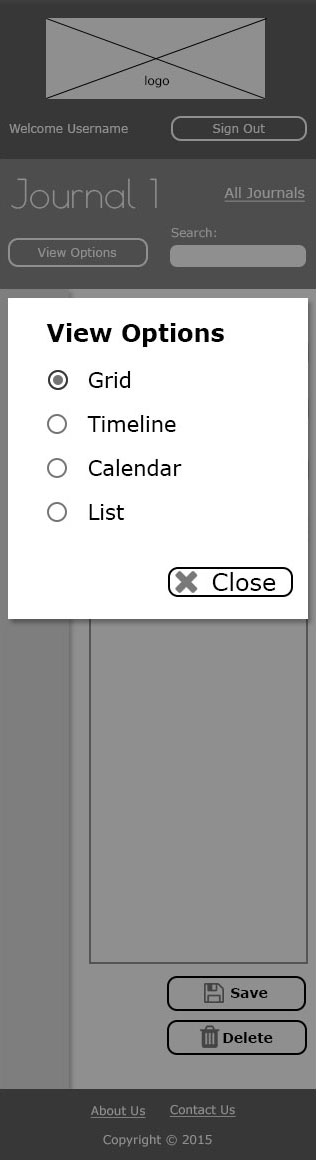 logo
Welcome Username
Sign Out
Journal 1
All Journals
Search:
View Options
View Options
Grid
Timeline
Calendar
List
Close
Save
Delete
About Us
Contact Us
Copyright © 2015